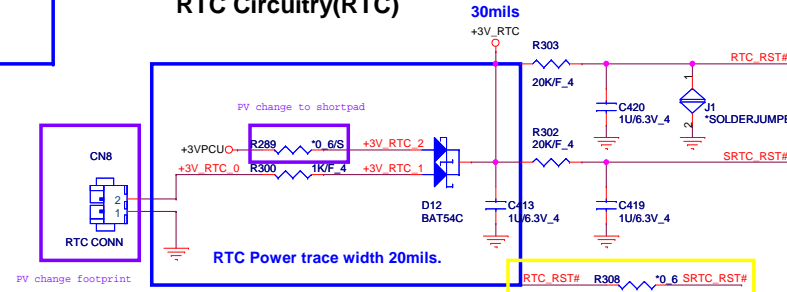 RTC Circuitry(RTC)
30mils
+3V_RTC
R303
RTC_RST#
20K/F_4
PV change to shortpad
C420
1U/6.3V_4
1
J1
2
*SOLDERJUMPE
+3VPCU
R289
*0_6/S
+3V_RTC_2
R302
20K/F_4
CN8
+3V_RTC_0
R300
1K/F_4
+3V_RTC_1
SRTC_RST#
2
1
D12
BAT54C
C413
1U/6.3V_4
C419
1U/6.3V_4
RTC CONN
RTC Power trace width 20mils.
PV change footprint
RTC_RST#
R308
*0_6
SRTC_RST#